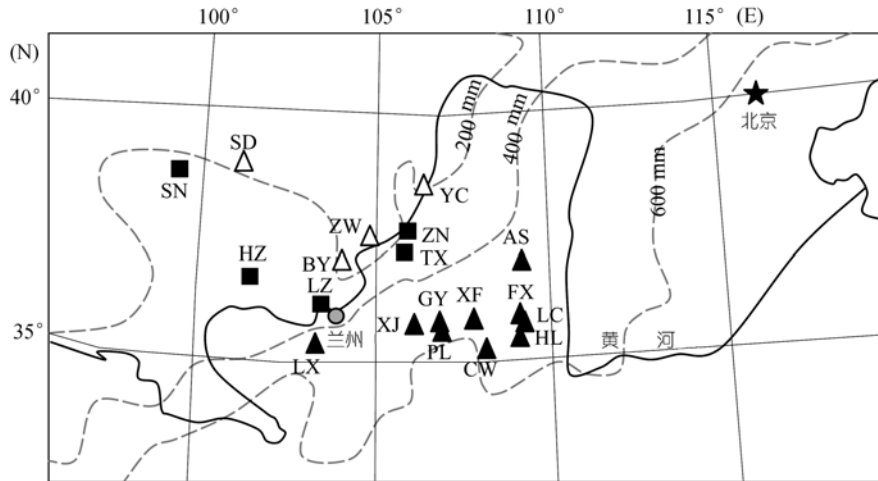 100° 105° 110° 115° (E)
(N)
40°
200 mm
400 mm
北京
SD
SN
YC
600 mm
ZW
ZN
AS
HZ
BY
TX
LZ
GY
XF
FX
LC
35°
兰州
XJ
HL
黄 河
PL
LX
CW